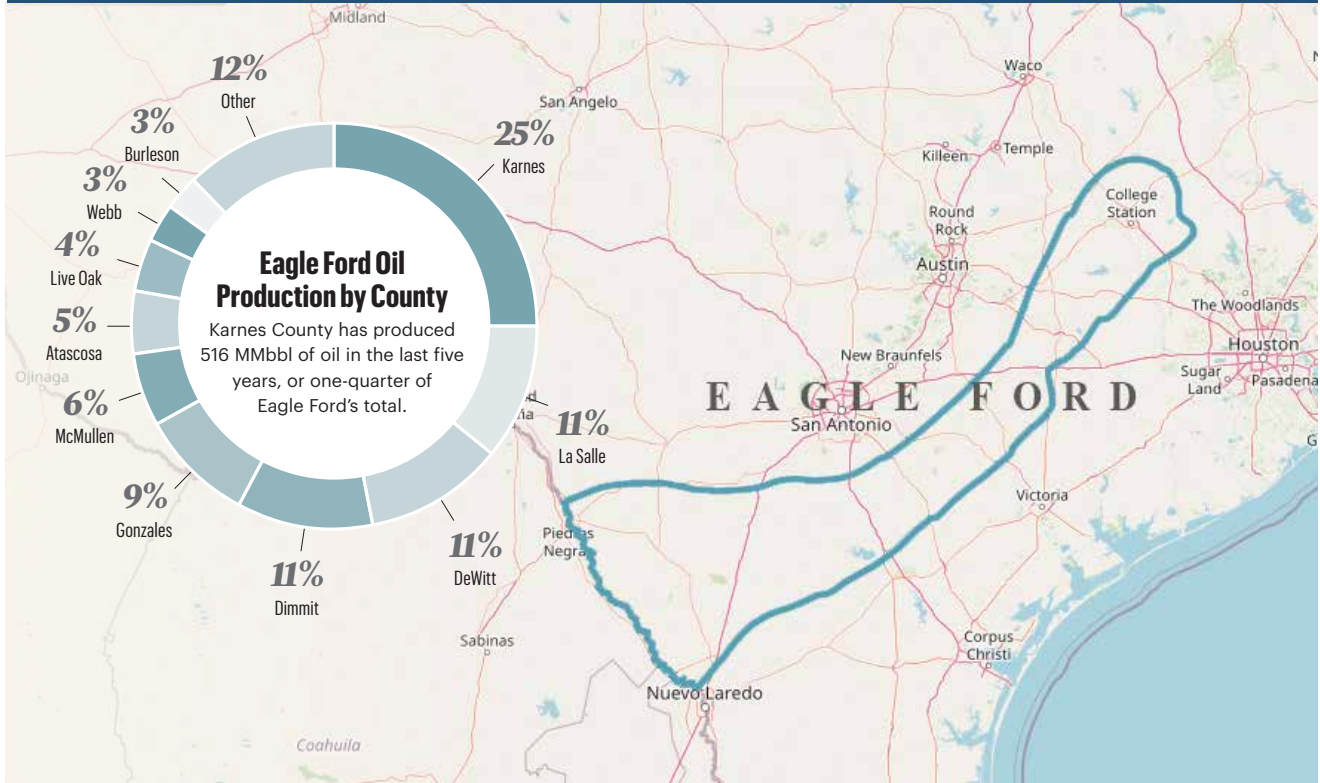 Midland
12%
Other
3%
Burleson
3%
Webb
4%
Live Oak
5%
Atascosa
6%
McMullen
9%
Gonzales
11%
Dimmit
11%
DeWitt
11%
La Salle
25%
Karnes
Eagle Ford Oil
Production by County
Karnes County has produced
516 MMbbl of oil in the last five
years, or one-quarter of
Eagle Ford's total.
San Angelo
Waco
Killeen
Temple
College
Station
Round
Rock
Austin
The Woodlands
Houston
Sugar
Land
Pasadena
New Braunfels
EAGLE FORD
San Antonio
Ojinaga
Victoria
Piedras
Negras
Sabinas
Corpus
Christi
Nuevo Laredo
Coahuila